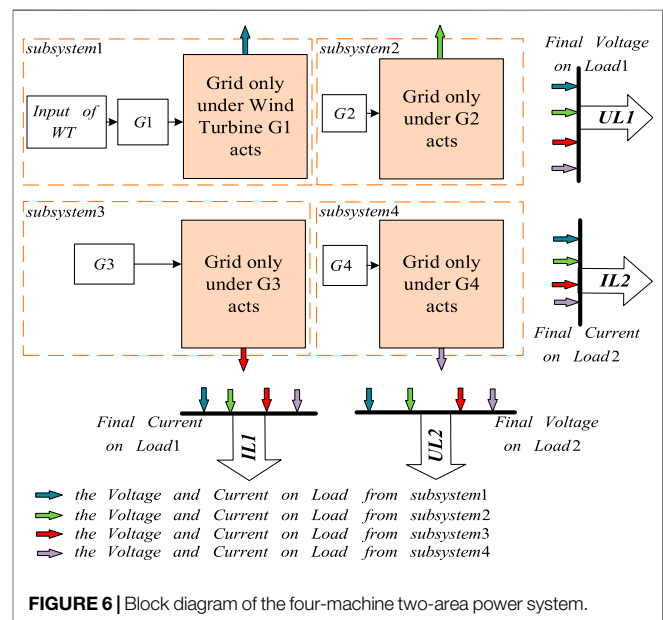 subsystem1
Input of
WT
G1
Grid only
under Wind
Turbine G1
acts
subsystem2
G2
Grid only
under G2
acts
Final Voltage
on Load1
UL1
subsystem3
G3
Grid only
under G3
acts
subsystem4
G4
Grid only
under G4
acts
IL2
Final Current
on Load2
Final Current
on Load1
IL1
UL2
Final Voltage
on Load2
the Voltage and Current on Load from subsystem1
the Voltage and Current on Load from subsystem2
the Voltage and Current on Load from subsystem3
the Voltage and Current on Load from subsystem4
FIGURE 6 | Block diagram of the four-machine two-area power system.